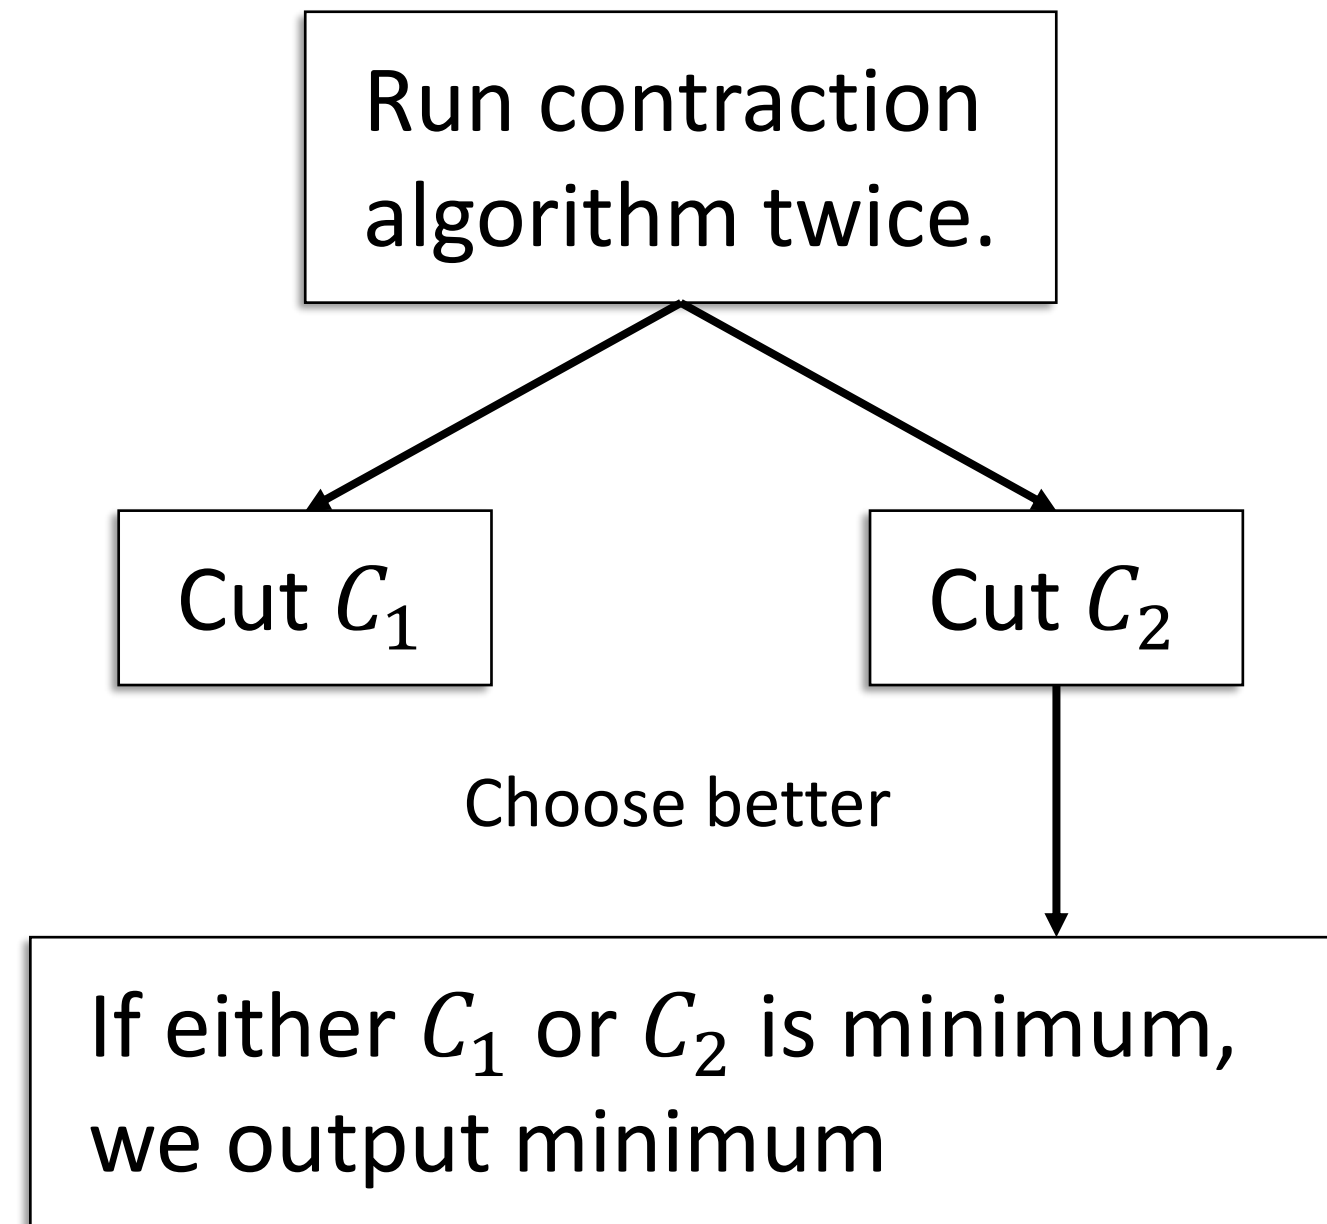 Run contraction
algorithm twice.
Cut C₁
Cut C₂
Choose better
If either C₁ or C₂ is minimum,
we output minimum